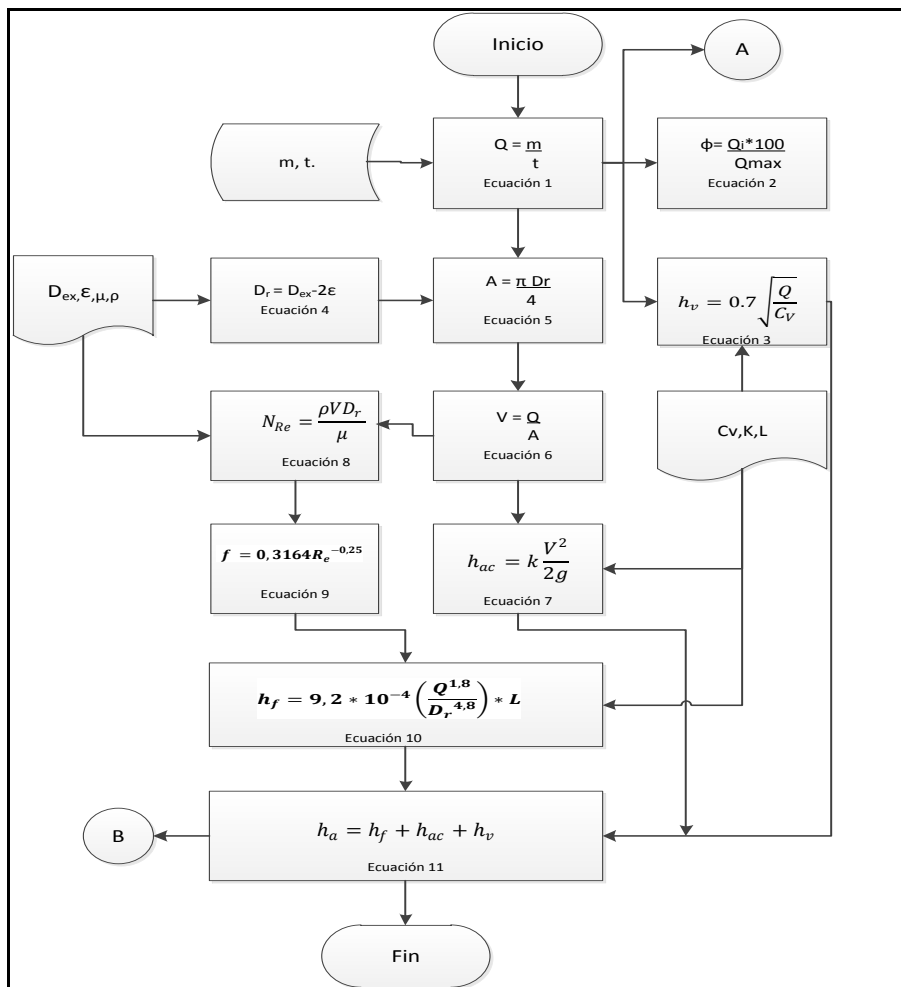 Inicio
A
m, t.
Q = m
t
Ecuación 1
ϕ= Qi*100
Qmax
Ecuación 2
Dex,ε,μ,ρ
Dr = Dex-2ε
Ecuación 4
A = π Dr
4
Ecuación 5
hv = 0.7 √(Q/CV)
Ecuación 3
NRe = ρVDr/μ
Ecuación 8
V = Q
A
Ecuación 6
Cv,K,L
f = 0,3164Re^−0,25
Ecuación 9
hac = k V²/2g
Ecuación 7
hf = 9,2 * 10⁻⁴ (Q^1,8/Dr^4,8) * L
Ecuación 10
B
ha = hf + hac + hv
Ecuación 11
Fin